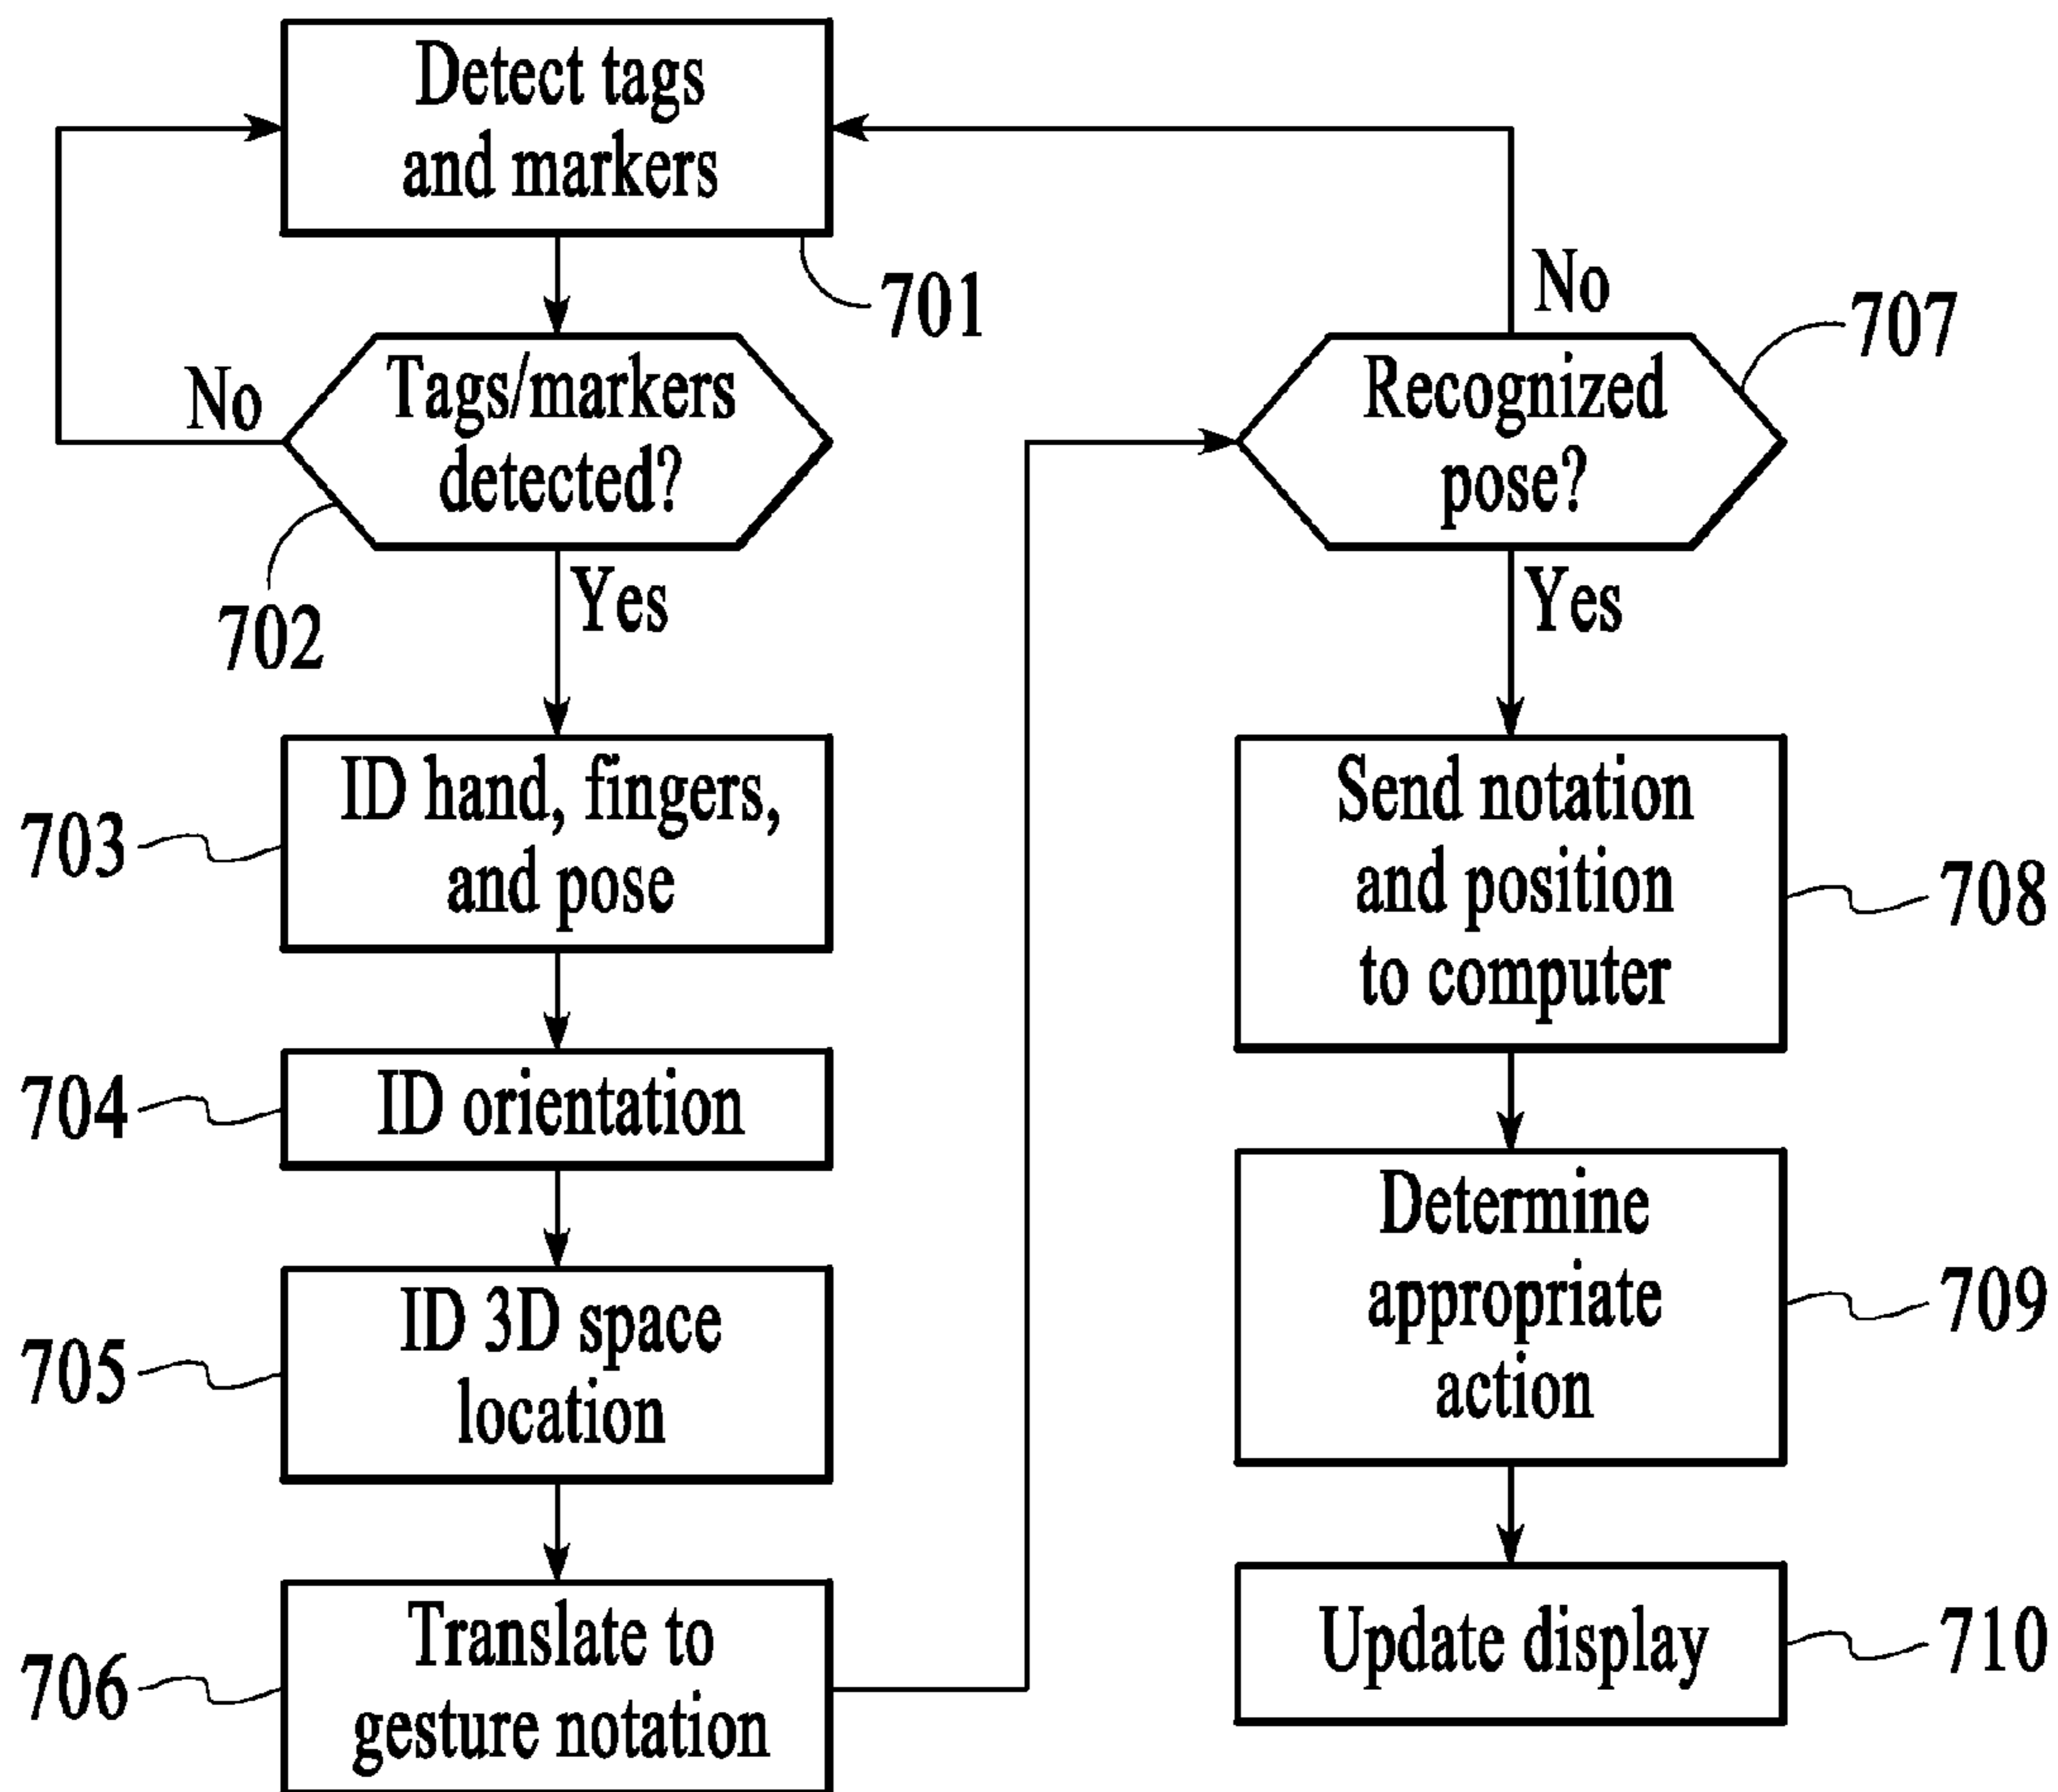 Detect tags
and markers
701
Tags/markers
detected?
No
702
Yes
ID hand, fingers,
and pose
703
ID orientation
704
ID 3D space
location
705
Translate to
gesture notation
706
Recognized
pose?
No
707
Yes
Send notation
and position
to computer
708
Determine
appropriate
action
709
Update display
710